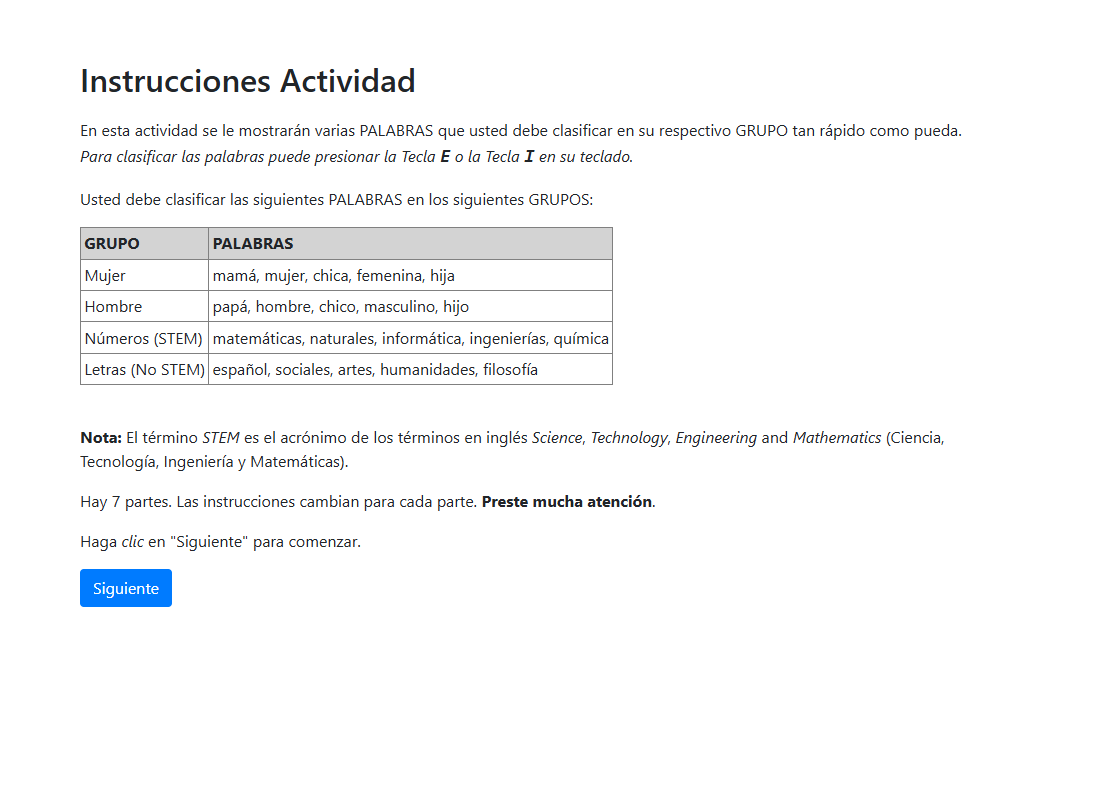 Instrucciones Actividad
En esta actividad se le mostrarán varias PALABRAS que usted debe clasificar en su respectivo GRUPO tan rápido como pueda.
Para clasificar las palabras puede presionar la Tecla E o la Tecla I en su teclado.
Usted debe clasificar las siguientes PALABRAS en los siguientes GRUPOS:
GRUPO PALABRAS
Mujer mamá, mujer, chica, femenina, hija
Hombre papá, hombre, chico, masculino, hijo
Números (STEM) matemáticas, naturales, informática, ingenierías, química
Letras (No STEM) español, sociales, artes, humanidades, filosofía
Nota: El término STEM es el acrónimo de los términos en inglés Science, Technology, Engineering and Mathematics (Ciencia,
Tecnología, Ingeniería y Matemáticas).
Hay 7 partes. Las instrucciones cambian para cada parte. Preste mucha atención.
Haga clic en "Siguiente" para comenzar.
Siguiente